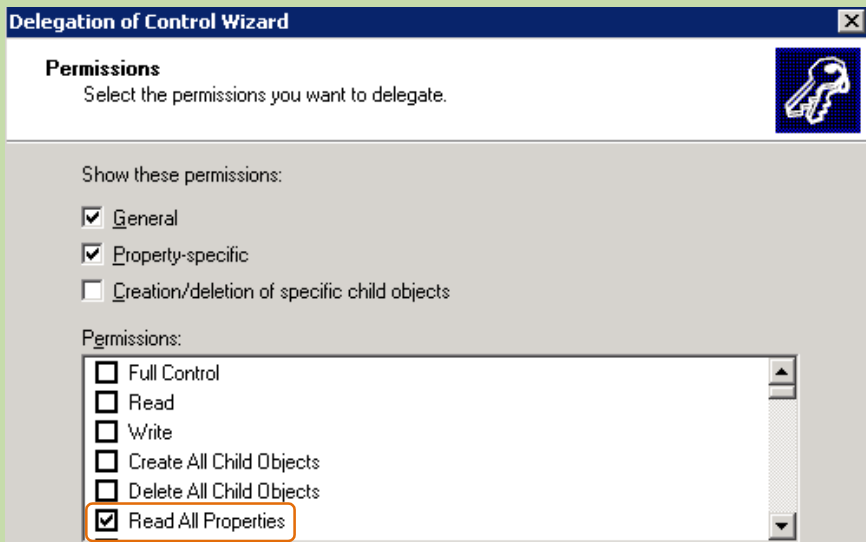 Delegation of Control Wizard
Permissions
Select the permissions you want to delegate.
Show these permissions:
General
Property-specific
Creation/deletion of specific child objects
Permissions:
Full Control
Read
Write
Create All Child Objects
Delete All Child Objects
Read All Properties